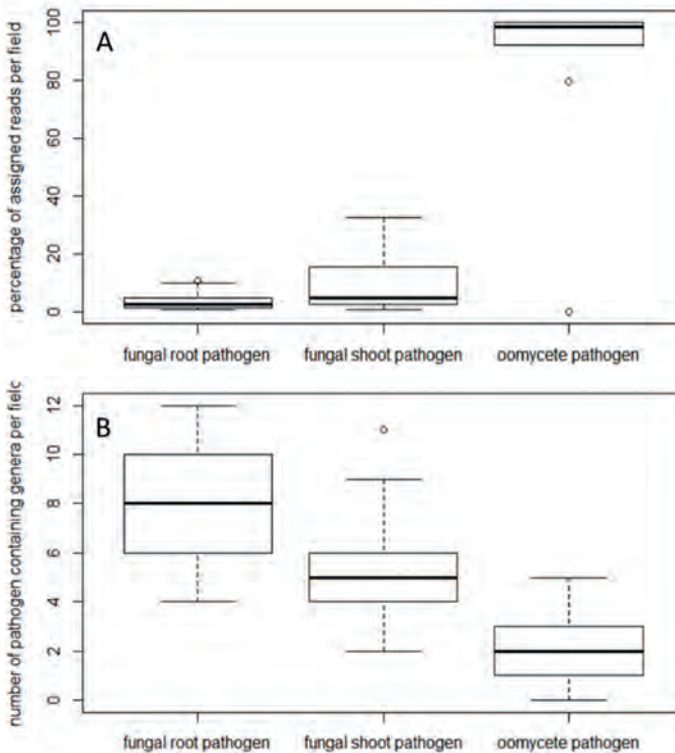 A
percentage of assigned reads per field
100
80
60
40
20
0
fungal root pathogen fungal shoot pathogen oomycete pathogen
B
number of pathogen containing genera per field
12
10
8
6
4
2
0
fungal root pathogen fungal shoot pathogen oomycete pathogen